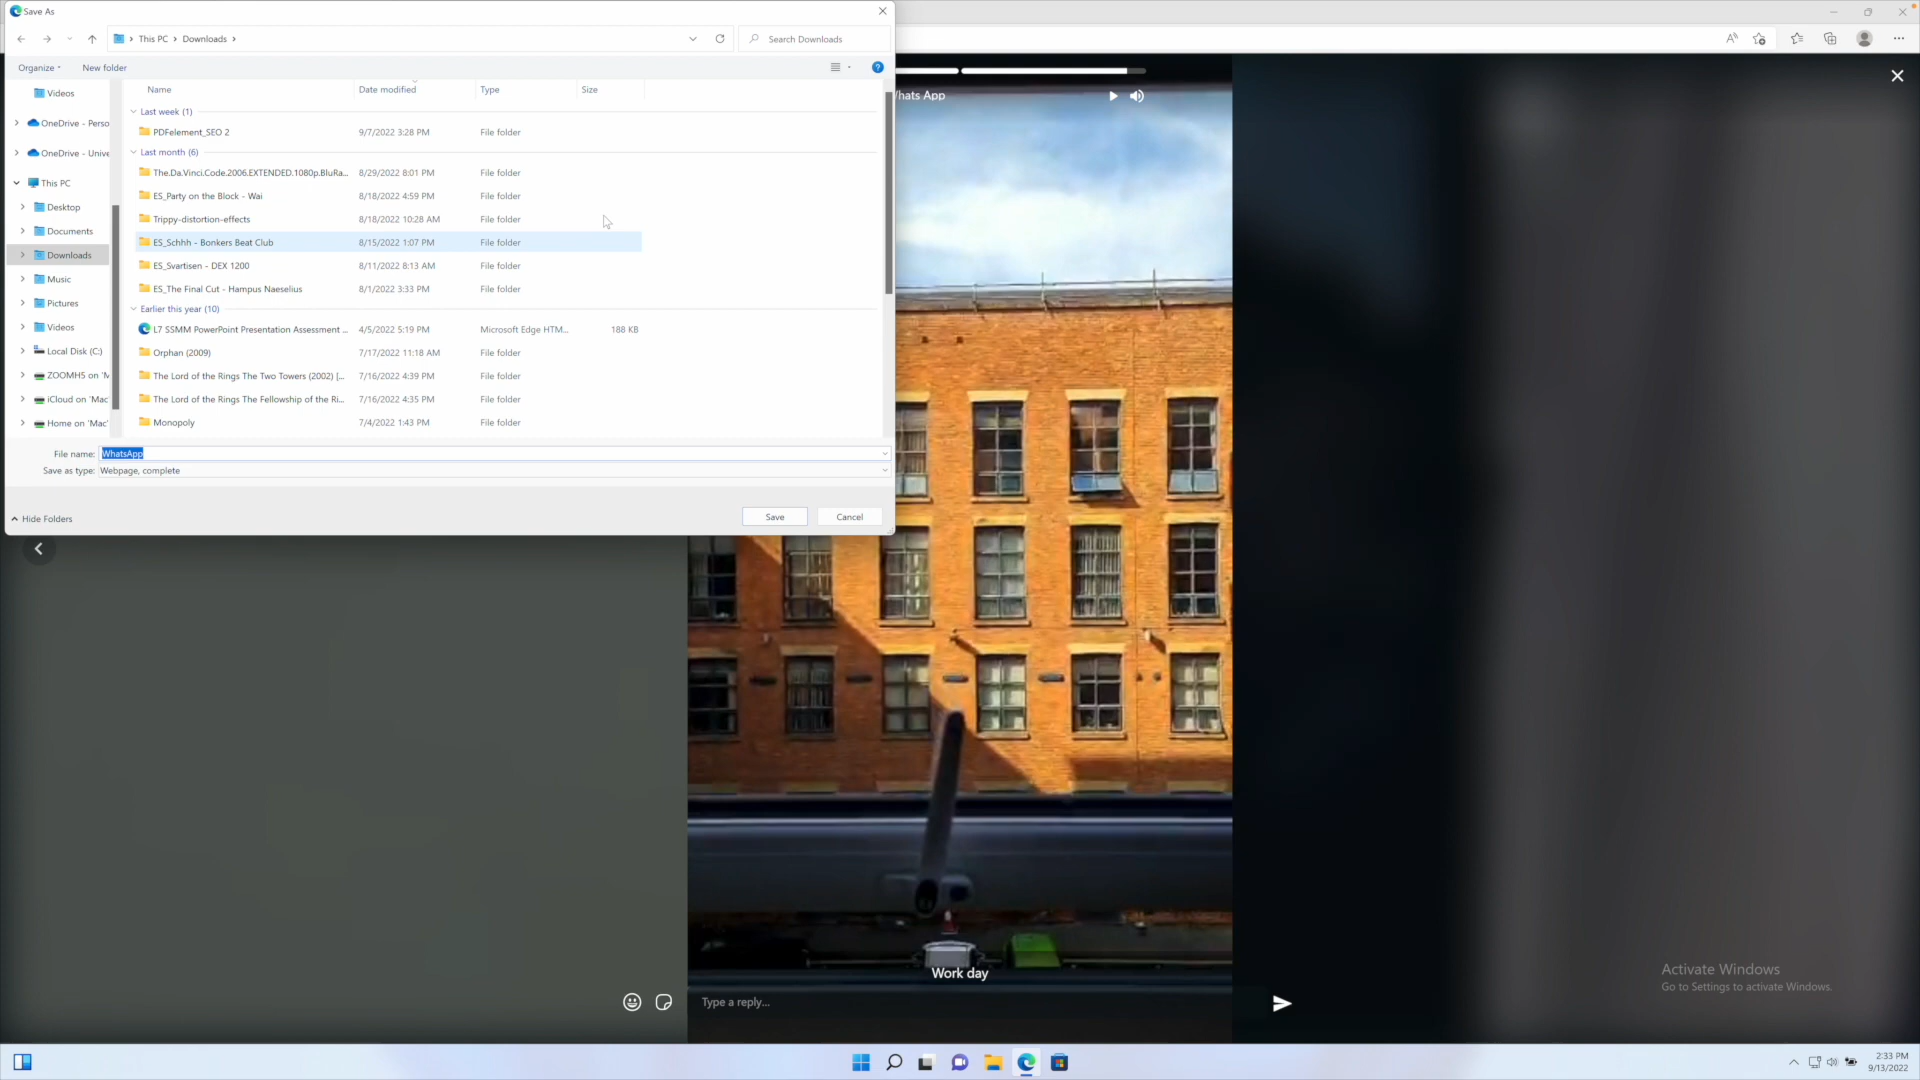 Save As
This PC > Downloads >
Search Downloads
Organize
New folder
Name
Date modified
Type
Size
Videos
OneDrive - Perso
OneDrive - Unive
This PC
Desktop
Documents
Downloads
Music
Pictures
Videos
Local Disk (C:)
ZOOMH5 on 'M
iCloud on 'Mac'
Home on 'Mac'
Last week (1)
PDFelement_SEO 2 9/7/2022 3:28 PM File folder
Last month (6)
The.Da.Vinci.Code.2006.EXTENDED.1080p.BluRa... 8/29/2022 8:01 PM File folder
ES_Party on the Block - Wai 8/18/2022 4:59 PM File folder
Trippy-distortion-effects 8/18/2022 10:28 AM File folder
ES_Schhh - Bonkers Beat Club 8/15/2022 1:07 PM File folder
ES_Svartisen - DEX 1200 8/11/2022 8:13 AM File folder
ES_The Final Cut - Hampus Naeselius 8/1/2022 3:33 PM File folder
Earlier this year (10)
L7 SSMM PowerPoint Presentation Assessment ... 4/5/2022 5:19 PM Microsoft Edge HTM... 188 KB
Orphan (2009) 7/17/2022 11:18 AM File folder
The Lord of the Rings The Two Towers (2002) [... 7/16/2022 4:39 PM File folder
The Lord of the Rings The Fellowship of the Ri... 7/16/2022 4:35 PM File folder
Monopoly 7/4/2022 1:43 PM File folder
File name: WhatsApp
Save as type: Webpage, complete
Hide Folders
Save
Cancel
hats App
Work day
Type a reply...
Activate Windows
Go to Settings to activate Windows.
2:33 PM
9/13/2022